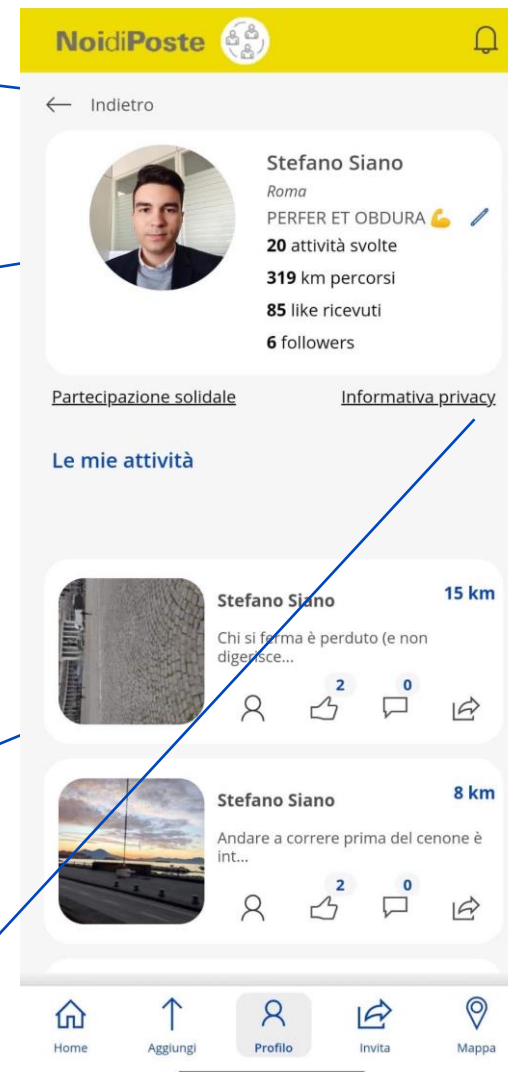 NoidiPoste
Indietro
Stefano Siano
Roma
PERFER ET OBDURA 💪
20 attività svolte
319 km percorsi
85 like ricevuti
6 followers
Partecipazione solidale
Informativa privacy
Le mie attività
Stefano Siano
15 km
Chi si ferma è perduto (e non
digerisce...
2
0
Stefano Siano
8 km
Andare a correre prima del cenone è
int...
2
0
Home
Aggiungi
Profilo
Invita
Mappa